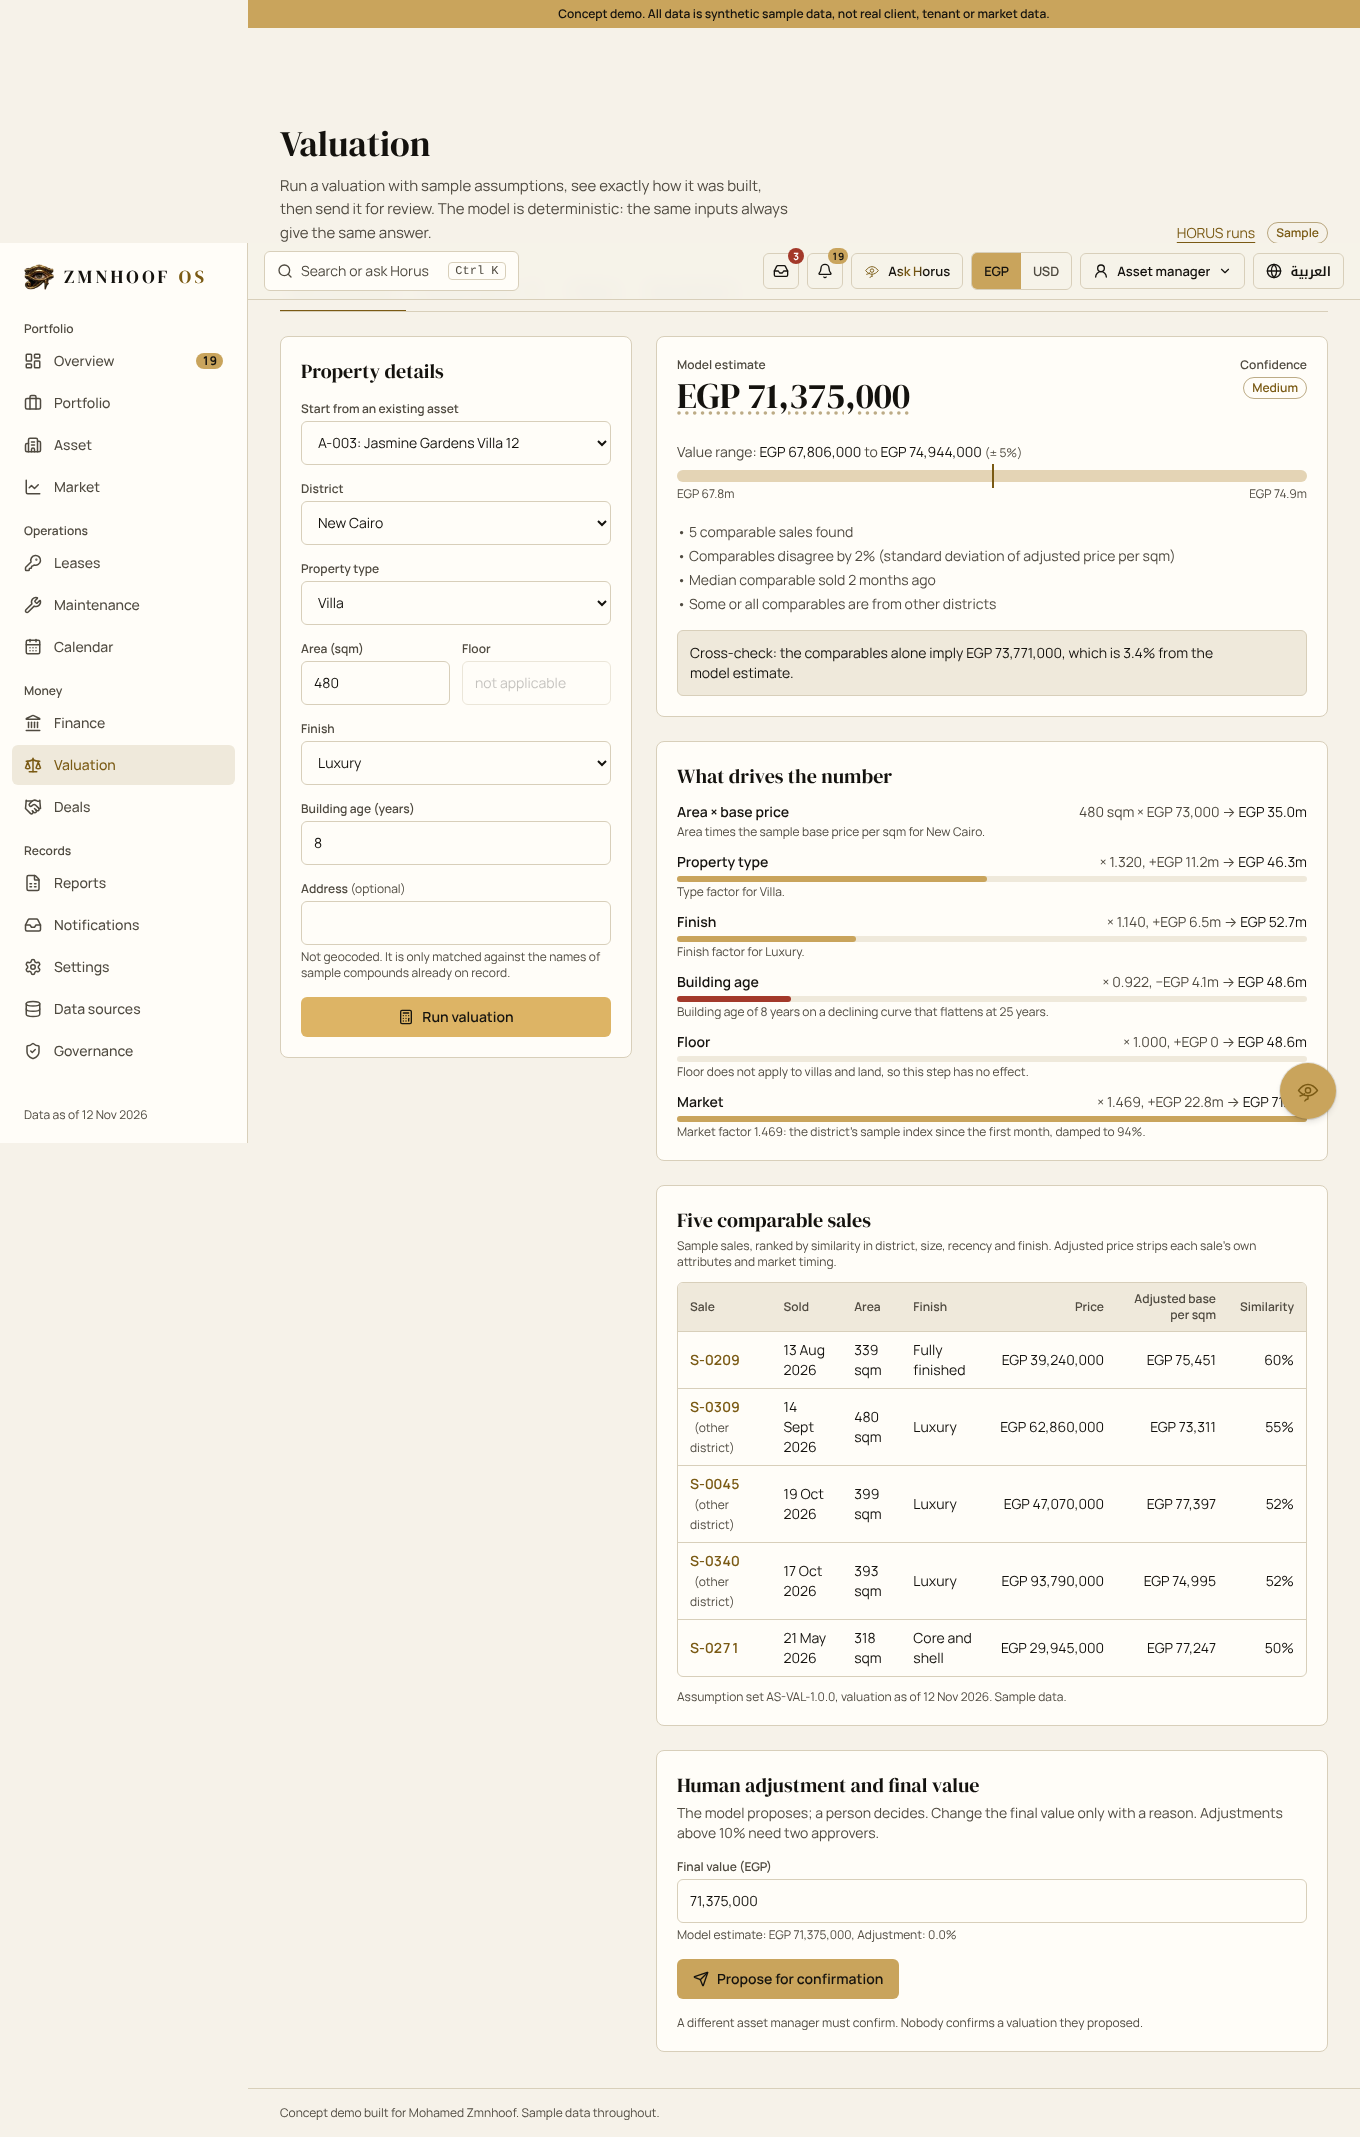 Concept demo. All data is synthetic sample data, not real client, tenant or market data.
Valuation
Run a valuation with sample assumptions, see exactly how it was built,
then send it for review. The model is deterministic: the same inputs always
give the same answer.
HORUS runs
Sample
ZMNHOOF OS
Search or ask Horus
Ctrl K
3
19
Ask Horus
EGP
USD
Asset manager
العربية
Portfolio
Overview
19
Portfolio
Asset
Market
Operations
Leases
Maintenance
Calendar
Money
Finance
Valuation
Deals
Records
Reports
Notifications
Settings
Data sources
Governance
Data as of 12 Nov 2026
Property details
Start from an existing asset
A-003: Jasmine Gardens Villa 12
District
New Cairo
Property type
Villa
Area (sqm)
Floor
480
not applicable
Finish
Luxury
Building age (years)
8
Address (optional)
Not geocoded. It is only matched against the names of
sample compounds already on record.
Run valuation
Model estimate
Confidence
EGP 71,375,000
Medium
Value range: EGP 67,806,000 to EGP 74,944,000 (± 5%)
EGP 67.8m
EGP 74.9m
• 5 comparable sales found
• Comparables disagree by 2% (standard deviation of adjusted price per sqm)
• Median comparable sold 2 months ago
• Some or all comparables are from other districts
Cross-check: the comparables alone imply EGP 73,771,000, which is 3.4% from the
model estimate.
What drives the number
Area × base price
480 sqm × EGP 73,000 → EGP 35.0m
Area times the sample base price per sqm for New Cairo.
Property type
× 1.320, +EGP 11.2m → EGP 46.3m
Type factor for Villa.
Finish
× 1.140, +EGP 6.5m → EGP 52.7m
Finish factor for Luxury.
Building age
× 0.922, −EGP 4.1m → EGP 48.6m
Building age of 8 years on a declining curve that flattens at 25 years.
Floor
× 1.000, +EGP 0 → EGP 48.6m
Floor does not apply to villas and land, so this step has no effect.
Market
× 1.469, +EGP 22.8m → EGP 71
Market factor 1.469: the district's sample index since the first month, damped to 94%.
Five comparable sales
Sample sales, ranked by similarity in district, size, recency and finish. Adjusted price strips each sale's own
attributes and market timing.
Sale Sold Area Finish Price Adjusted base per sqm Similarity
S-0209 13 Aug 2026 339 sqm Fully finished EGP 39,240,000 EGP 75,451 60%
S-0309 (other district) 14 Sept 2026 480 sqm Luxury EGP 62,860,000 EGP 73,311 55%
S-0045 (other district) 19 Oct 2026 399 sqm Luxury EGP 47,070,000 EGP 77,397 52%
S-0340 (other district) 17 Oct 2026 393 sqm Luxury EGP 93,790,000 EGP 74,995 52%
S-0271 21 May 2026 318 sqm Core and shell EGP 29,945,000 EGP 77,247 50%
Assumption set AS-VAL-1.0.0, valuation as of 12 Nov 2026. Sample data.
Human adjustment and final value
The model proposes; a person decides. Change the final value only with a reason. Adjustments
above 10% need two approvers.
Final value (EGP)
71,375,000
Model estimate: EGP 71,375,000, Adjustment: 0.0%
Propose for confirmation
A different asset manager must confirm. Nobody confirms a valuation they proposed.
Concept demo built for Mohamed Zmnhoof. Sample data throughout.